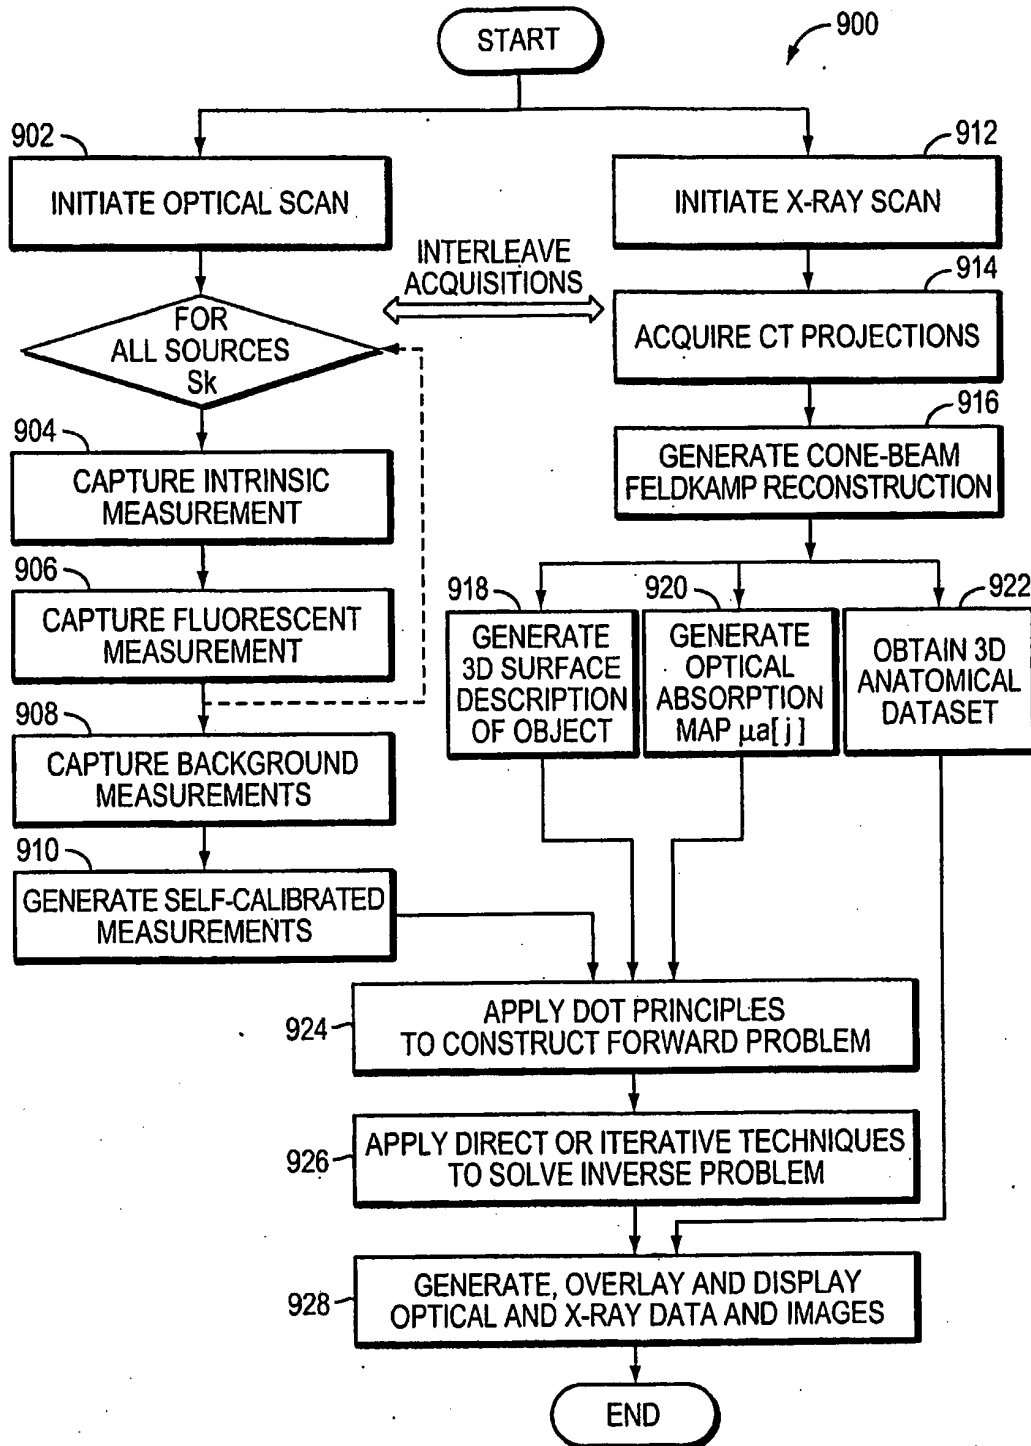 START
900
902
INITIATE OPTICAL SCAN
912
INITIATE X-RAY SCAN
INTERLEAVE
ACQUISITIONS
FOR
ALL SOURCES
Sk
914
ACQUIRE CT PROJECTIONS
904
CAPTURE INTRINSIC
MEASUREMENT
916
GENERATE CONE-BEAM
FELDKAMP RECONSTRUCTION
906
CAPTURE FLUORESCENT
MEASUREMENT
918
GENERATE
3D SURFACE
DESCRIPTION
OF OBJECT
920
GENERATE
OPTICAL
ABSORPTION
MAP μa[j]
922
OBTAIN 3D
ANATOMICAL
DATASET
908
CAPTURE BACKGROUND
MEASUREMENTS
910
GENERATE SELF-CALIBRATED
MEASUREMENTS
924
APPLY DOT PRINCIPLES
TO CONSTRUCT FORWARD PROBLEM
926
APPLY DIRECT OR ITERATIVE TECHNIQUES
TO SOLVE INVERSE PROBLEM
928
GENERATE, OVERLAY AND DISPLAY
OPTICAL AND X-RAY DATA AND IMAGES
END